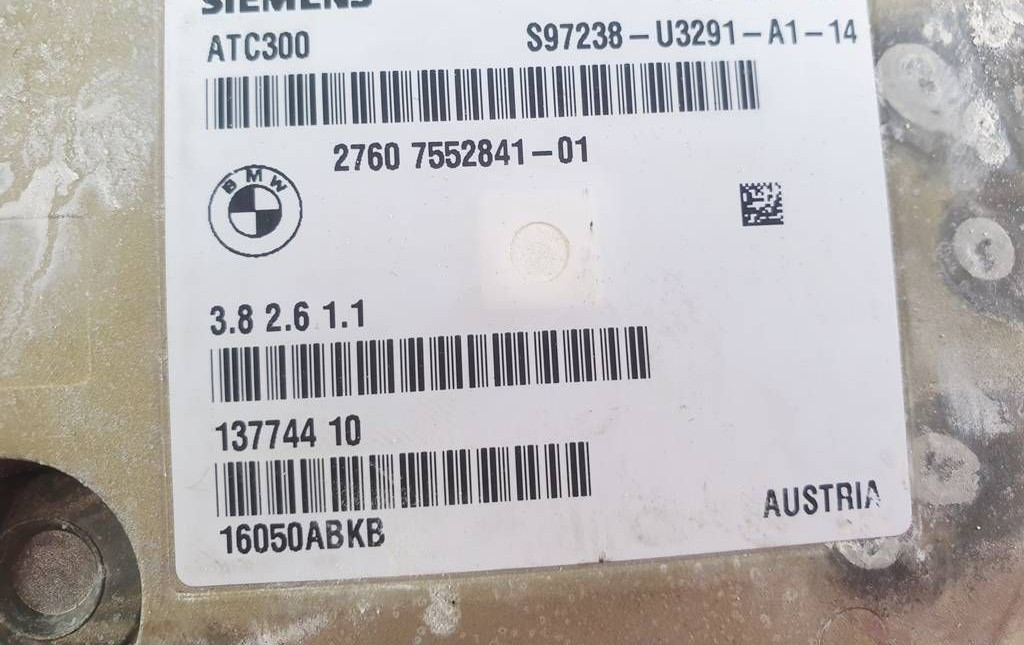 SIEMENS
ATC300 S97238-U3291-A1-14
2760 7552841-01
BMW
3.8 2.6 1.1
137744 10
16050ABKB
AUSTRIA